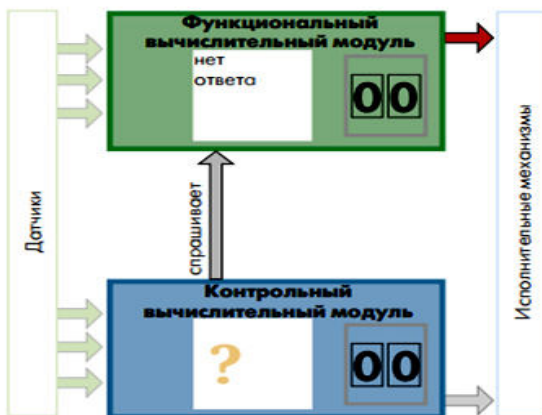 Функциональный
вычислительный модуль
нет
ответа
00
Датчики
спрашивает
Исполнительные механизмы
Контрольный
вычислительный модуль
?
00